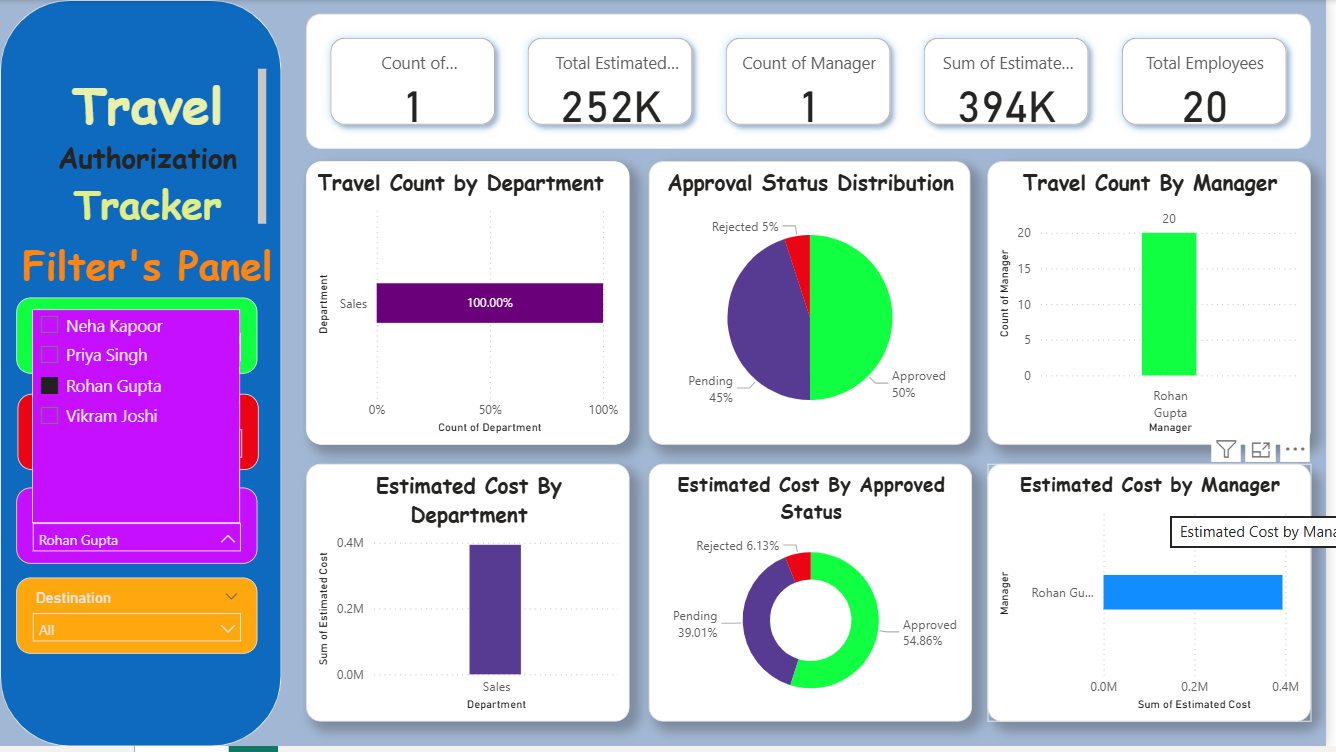 Travel
Authorization
Tracker
Filter's Panel
Neha Kapoor
Priya Singh
Rohan Gupta
Vikram Joshi
Rohan Gupta
Destination
All
Count of...
1
Total Estimated...
252K
Count of Manager
1
Sum of Estimate...
394K
Total Employees
20
Travel Count by Department
Department
Sales
100.00%
0%
50%
100%
Count of Department
Approval Status Distribution
Rejected 5%
Pending
45%
Approved
50%
Travel Count By Manager
Count of Manager
20
20
15
10
5
0
Rohan
Gupta
Manager
Estimated Cost By
Department
Sum of Estimated Cost
0.4M
0.2M
0.0M
Sales
Department
Estimated Cost By Approved
Status
Rejected 6.13%
Pending
39.01%
Approved
54.86%
Estimated Cost by Manager
Estimated Cost by Mana
Manager
Rohan Gu...
0.0M
0.2M
0.4M
Sum of Estimated Cost